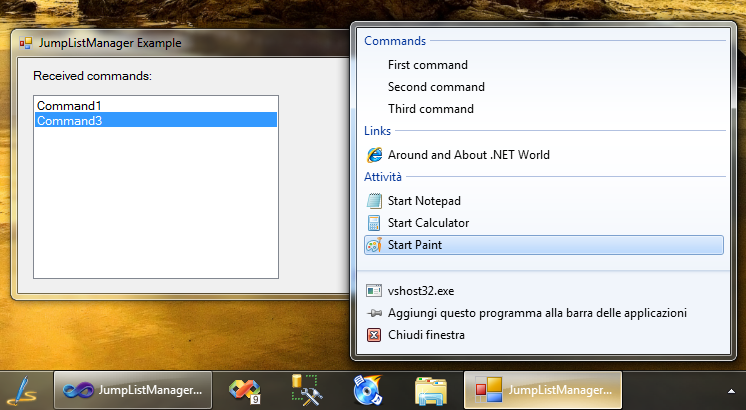 JumpListManager Example
Received commands:
Command1
Command3
Commands
First command
Second command
Third command
Links
Around and About .NET World
Attività
Start Notepad
Start Calculator
Start Paint
vshost32.exe
Aggiungi questo programma alla barra delle applicazioni
Chiudi finestra
JumpListManager...
9
JumpListManager...